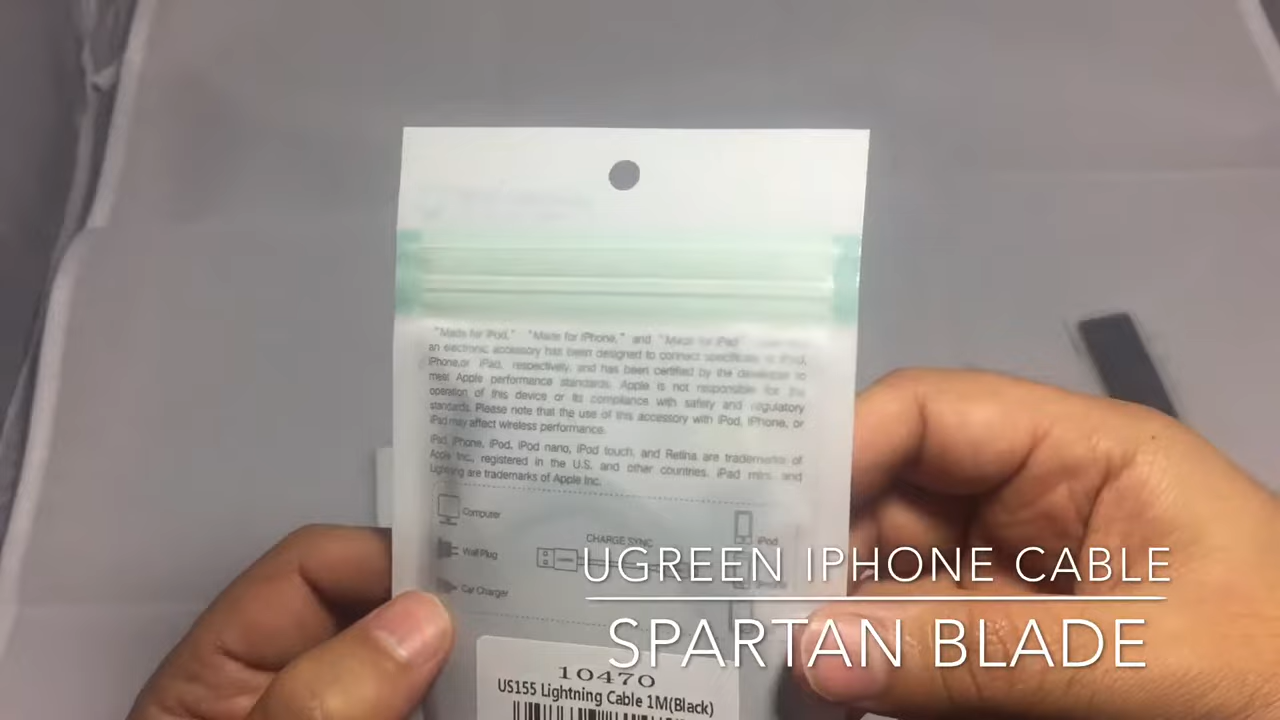 "Made for iPod," "Made for iPhone," and "Made for iPad"
an electronic accessory has been designed to connect specifically to iPod,
iPhone,or iPad, respectively, and has been certified by the developer to
meet Apple performance standards. Apple is not responsible for the
operation of this device or its compliance with safety and regulatory
standards. Please note that the use of this accessory with iPod, iPhone, or
iPad may affect wireless performance.
iPad, iPhone, iPod, iPod nano, iPod touch, and Retina are trademarks of
Apple Inc., registered in the U.S. and other countries. iPad mini and
Lightning are trademarks of Apple Inc.
Computer
Wall Plug
Car Charger
CHARGE SYNC
iPod
UGREEN IPHONE CABLE
SPARTAN BLADE
10470
US155 Lightning Cable 1M(Black)